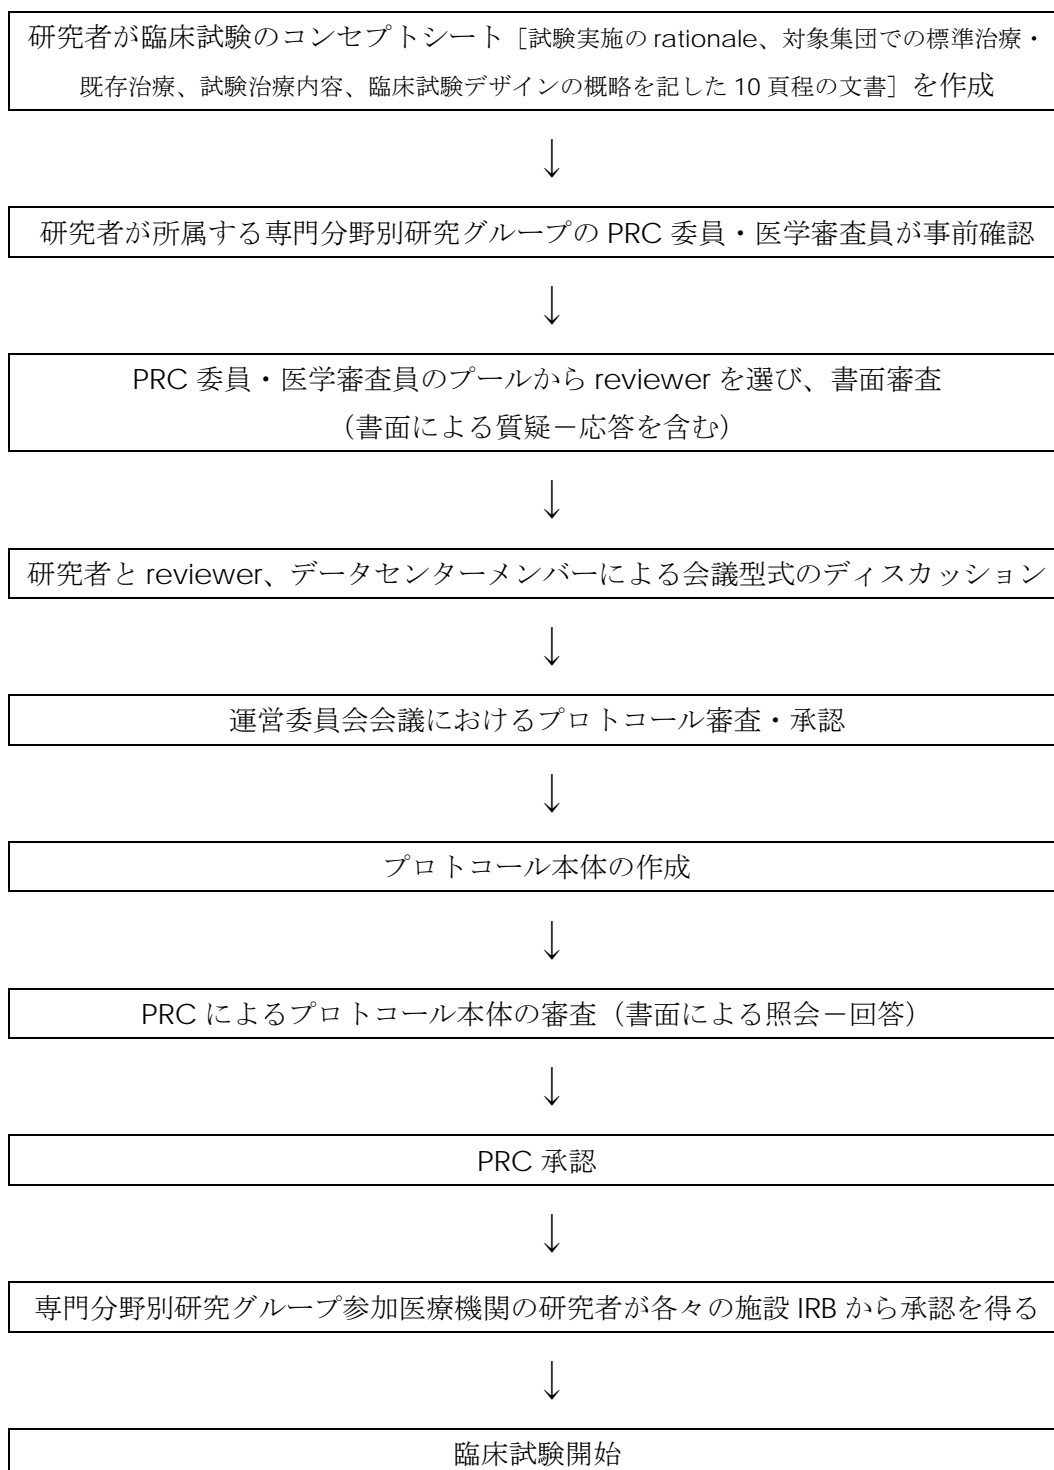 研究者が臨床試験のコンセプトシート［試験実施の rationale、対象集団での標準治療・
既存治療、試験治療内容、臨床試験デザインの概略を記した 10 頁程の文書］を作成
↓
研究者が所属する専門分野別研究グループの PRC 委員・医学審査員が事前確認
↓
PRC 委員・医学審査員のプールから reviewer を選び、書面審査
（書面による質疑－応答を含む）
↓
研究者と reviewer、データセンターメンバーによる会議型式のディスカッション
↓
運営委員会会議におけるプロトコール審査・承認
↓
プロトコール本体の作成
↓
PRC によるプロトコール本体の審査（書面による照会－回答）
↓
PRC 承認
↓
専門分野別研究グループ参加医療機関の研究者が各々の施設 IRB から承認を得る
↓
臨床試験開始